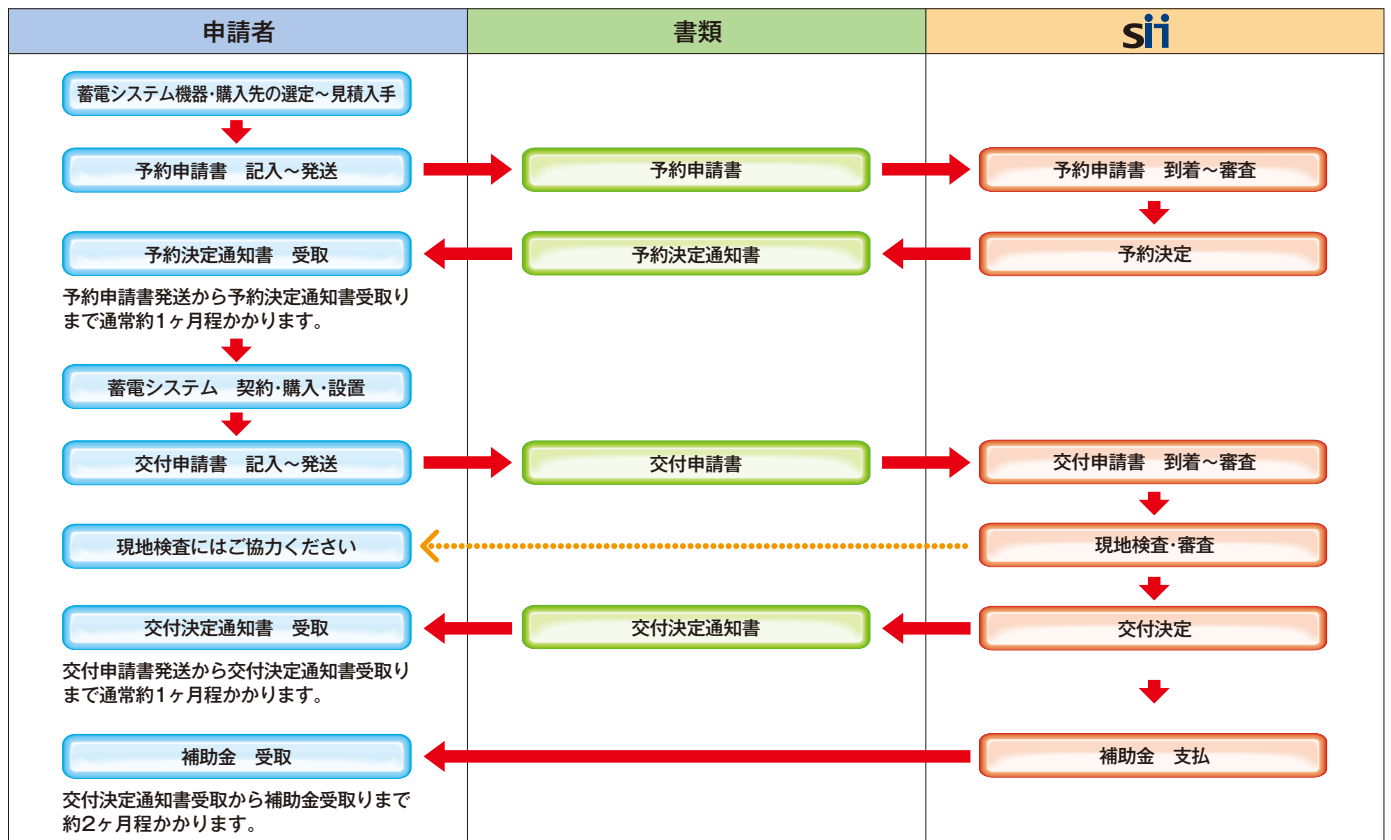 申請者
書類
sii
蓄電システム機器・購入先の選定～見積入手
予約申請書　記入～発送
予約申請書
予約申請書　到着～審査
予約決定通知書　受取
予約決定通知書
予約決定
予約申請書発送から予約決定通知書受取り
まで通常約1ヶ月程かかります。
蓄電システム　契約・購入・設置
交付申請書　記入～発送
交付申請書
交付申請書　到着～審査
現地検査にはご協力ください
現地検査・審査
交付決定通知書　受取
交付決定通知書
交付決定
交付申請書発送から交付決定通知書受取り
まで通常約1ヶ月程かかります。
補助金　受取
補助金　支払
交付決定通知書受取から補助金受取りまで
約2ヶ月程かかります。